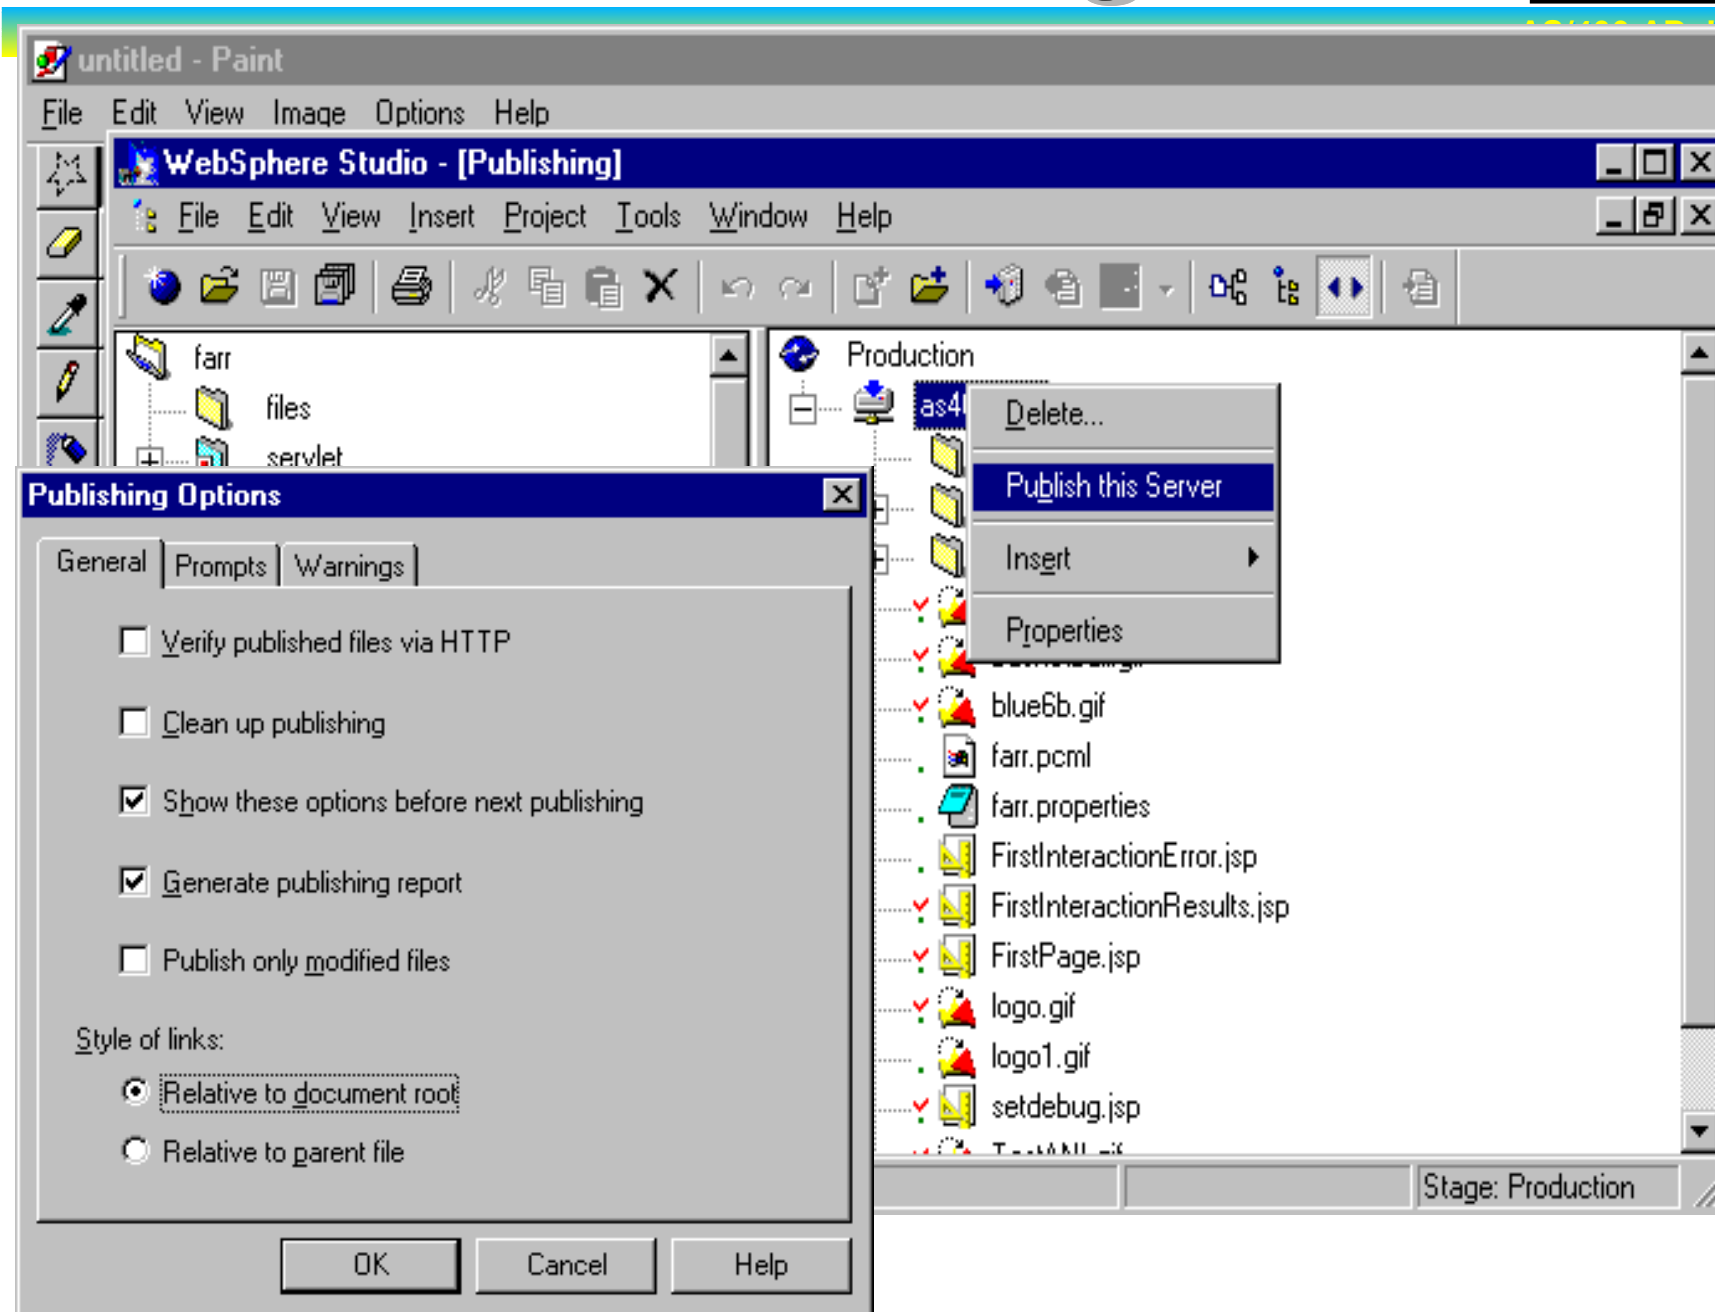 untitled - Paint
File Edit View Image Options Help
WebSphere Studio - [Publishing]
File Edit View Insert Project Tools Window Help
farr
files
servlet
Production
Delete...
Publish this Server
Insert
Properties
blue6b.gif
farr.pcml
farr.properties
FirstInteractionError.jsp
FirstInteractionResults.jsp
FirstPage.jsp
logo.gif
logo1.gif
setdebug.jsp
Stage: Production
Publishing Options
General Prompts Warnings
Verify published files via HTTP
Clean up publishing
Show these options before next publishing
Generate publishing report
Publish only modified files
Style of links:
Relative to document root
Relative to parent file
OK Cancel Help